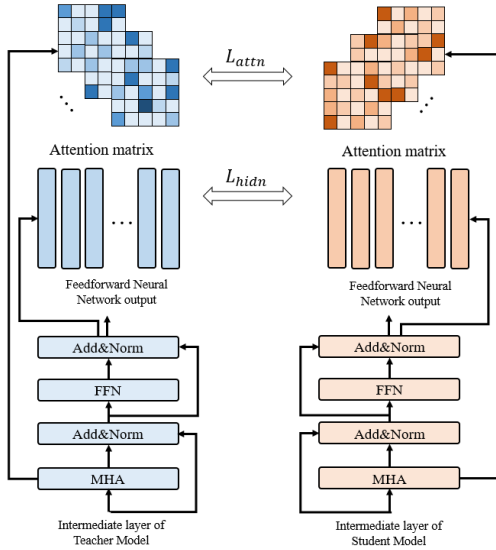 L_attn
Attention matrix
Attention matrix
L_hidn
...
...
Feedforward Neural
Network output
Feedforward Neural
Network output
Add&Norm
Add&Norm
FFN
FFN
Add&Norm
Add&Norm
MHA
MHA
Intermediate layer of
Teacher Model
Intermediate layer of
Student Model